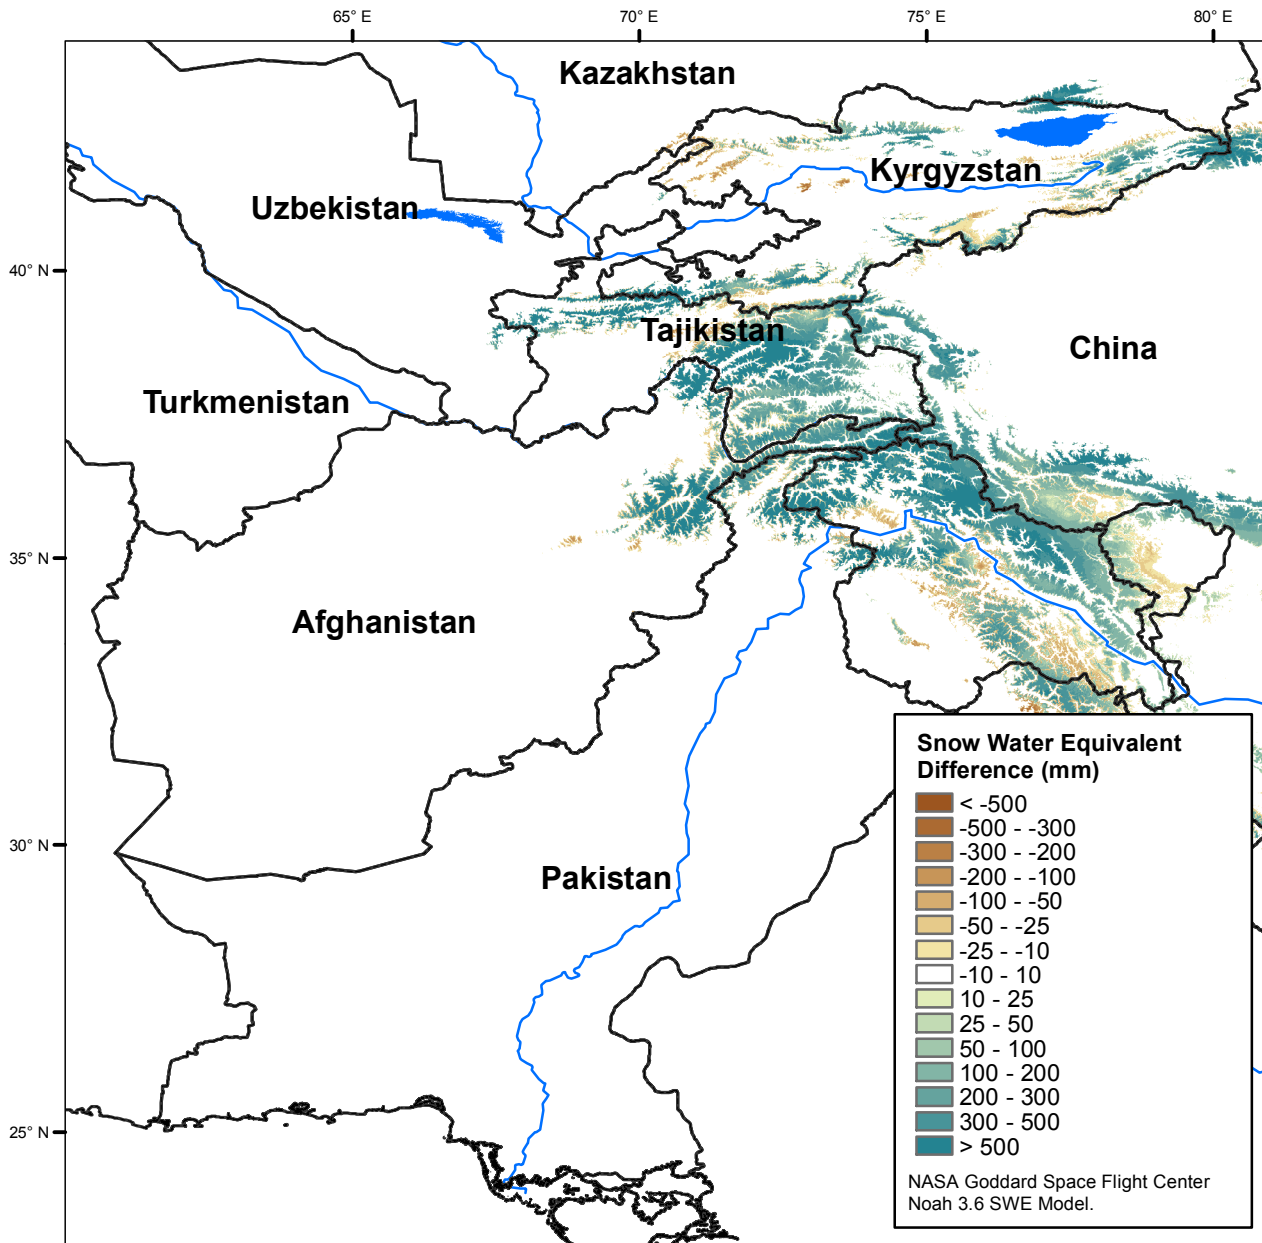 65° E
70° E
75° E
80° E
Kazakhstan
Kyrgyzstan
Uzbekistan
40° N
Tajikistan
China
Turkmenistan
35° N
Afghanistan
30° N
Pakistan
25° N
Snow Water Equivalent
Difference (mm)
< -500
-500 - -300
-300 - -200
-200 - -100
-100 - -50
-50 - -25
-25 - -10
-10 - 10
10 - 25
25 - 50
50 - 100
100 - 200
200 - 300
300 - 500
> 500
NASA Goddard Space Flight Center
Noah 3.6 SWE Model.